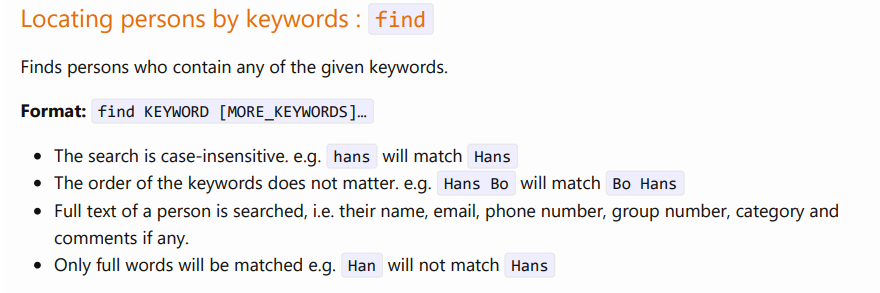 Locating persons by keywords : find
Finds persons who contain any of the given keywords.
Format: find KEYWORD [MORE_KEYWORDS]…
• The search is case-insensitive. e.g. hans will match Hans
• The order of the keywords does not matter. e.g. Hans Bo will match Bo Hans
• Full text of a person is searched, i.e. their name, email, phone number, group number, category and
comments if any.
• Only full words will be matched e.g. Han will not match Hans